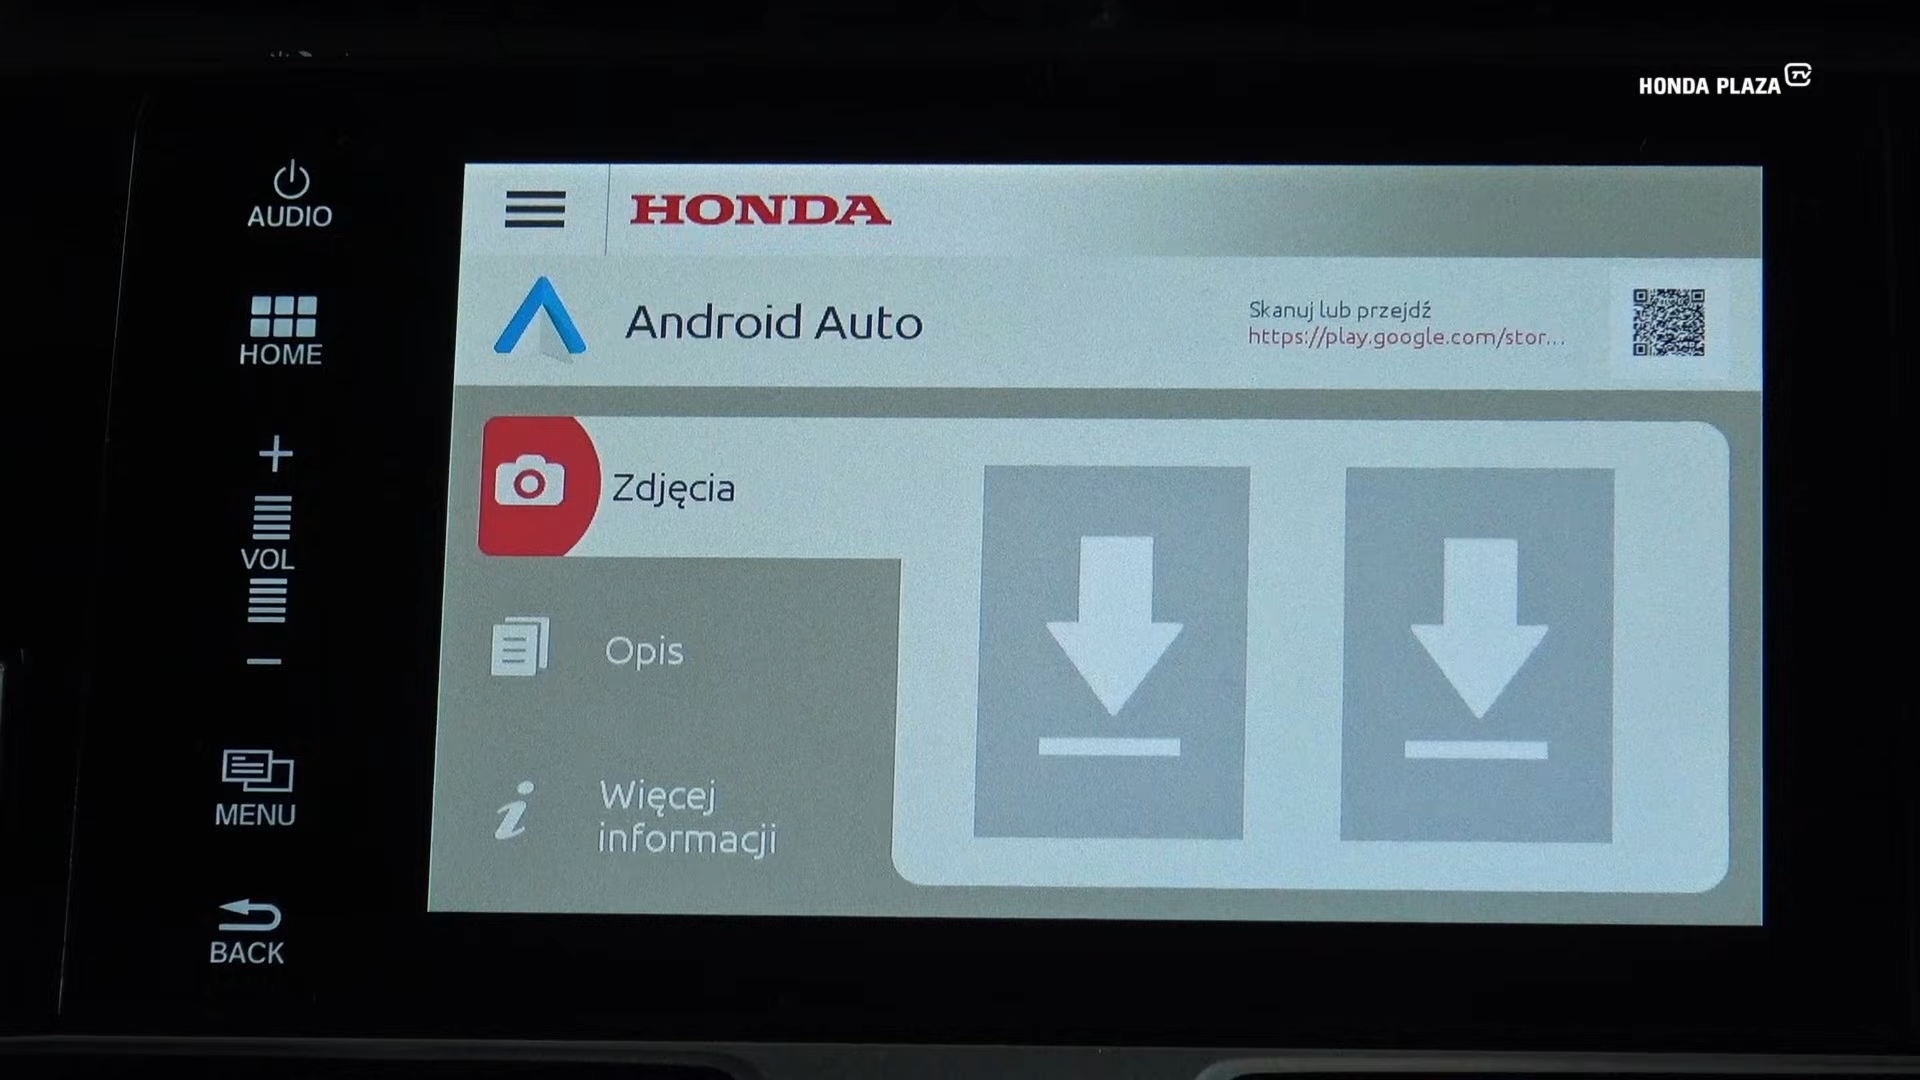 HONDA PLAZA TV
AUDIO
HOME
VOL
MENU
BACK
HONDA
Android Auto
Skanuj lub przejdź
https://play.google.com/stor...
Zdjęcia
Opis
Więcej
informacji